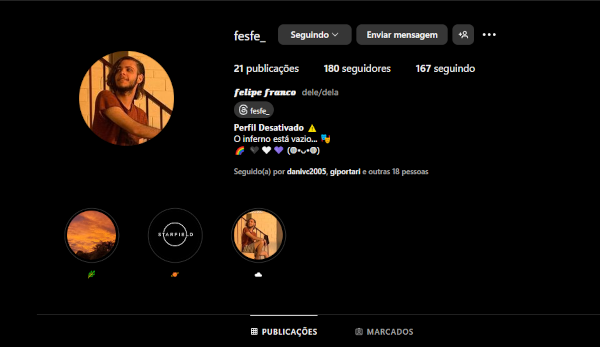 fesfe_ Seguindo Enviar mensagem
21 publicações 180 seguidores 167 seguindo
felipe franco dele/dela
fesfe_
Perfil Desativado ⚠️
O inferno está vazio... 🎭
🌈 🖤 🤍 💜 (◍•ᴗ•◍)
Seguido(a) por danivc2005, giportari e outras 18 pessoas
STARFIELD
🌿 🪐 ☁️
PUBLICAÇÕES MARCADOS